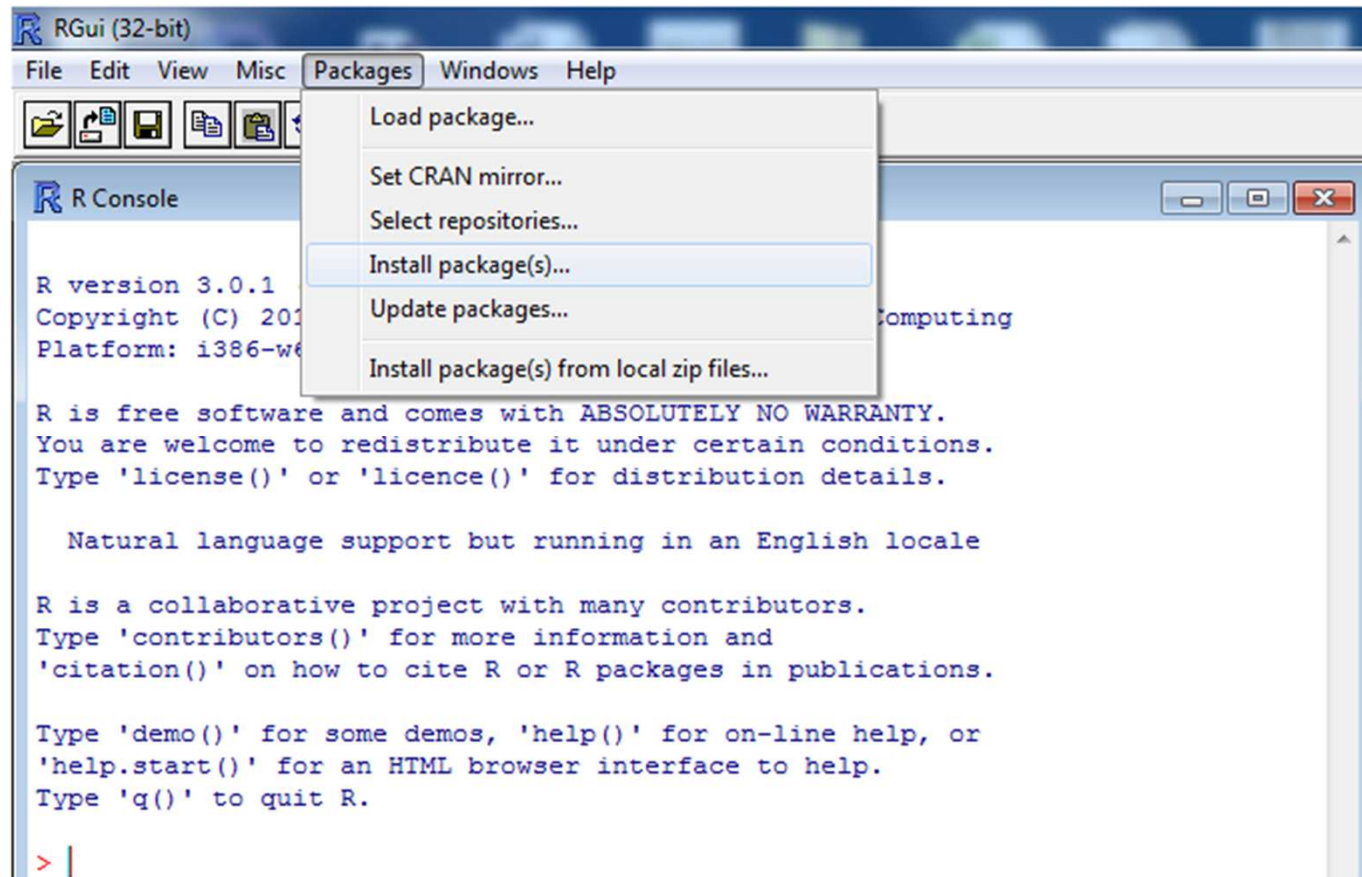 RGui (32-bit)
File Edit View Misc Packages Windows Help
Load package...
Set CRAN mirror...
Select repositories...
Install package(s)...
Update packages...
Install package(s) from local zip files...
R Console
R version 3.0.1
Copyright (C) 201 Computing
Platform: i386-w
R is free software and comes with ABSOLUTELY NO WARRANTY.
You are welcome to redistribute it under certain conditions.
Type 'license()' or 'licence()' for distribution details.
Natural language support but running in an English locale
R is a collaborative project with many contributors.
Type 'contributors()' for more information and
'citation()' on how to cite R or R packages in publications.
Type 'demo()' for some demos, 'help()' for on-line help, or
'help.start()' for an HTML browser interface to help.
Type 'q()' to quit R.
>